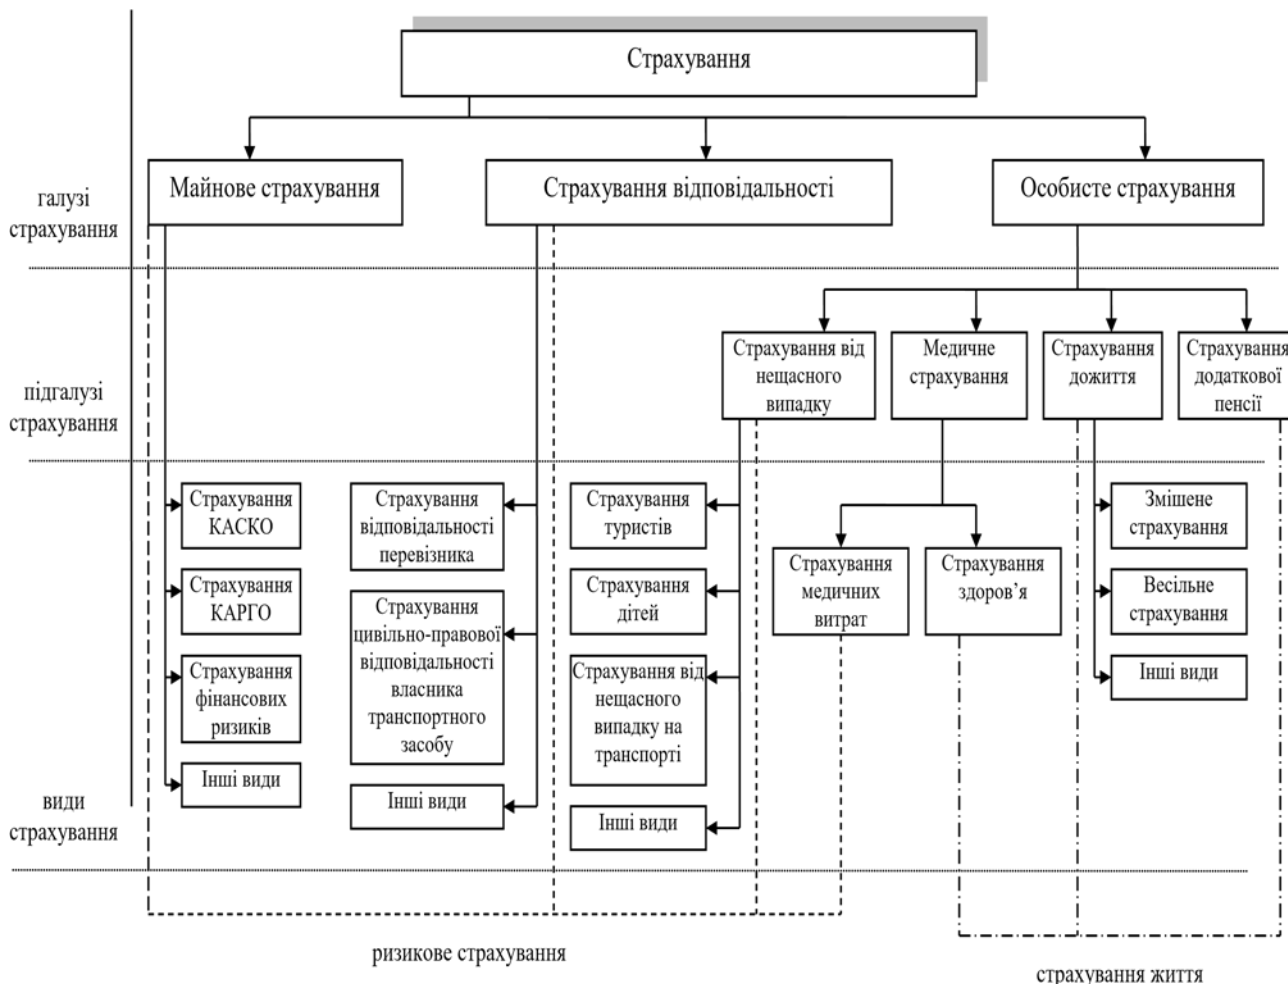 Страхування
Майнове страхування
Страхування відповідальності
Особисте страхування
галузі
страхування
Страхування від
нещасного
випадку
Медичне
страхування
Страхування
дожиття
Страхування
додаткової
пенсії
підгалузі
страхування
Страхування
КАСКО
Страхування
КАРГО
Страхування
фінансових
ризиків
Інші види
Страхування
відповідальності
перевізника
Страхування
цивільно-правової
відповідальності
власника
транспортного
засобу
Інші види
Страхування
туристів
Страхування
дітей
Страхування від
нещасного
випадку на
транспорті
Інші види
Страхування
медичних
витрат
Страхування
здоров’я
Змішене
страхування
Весільне
страхування
Інші види
види
страхування
ризикове страхування
страхування життя